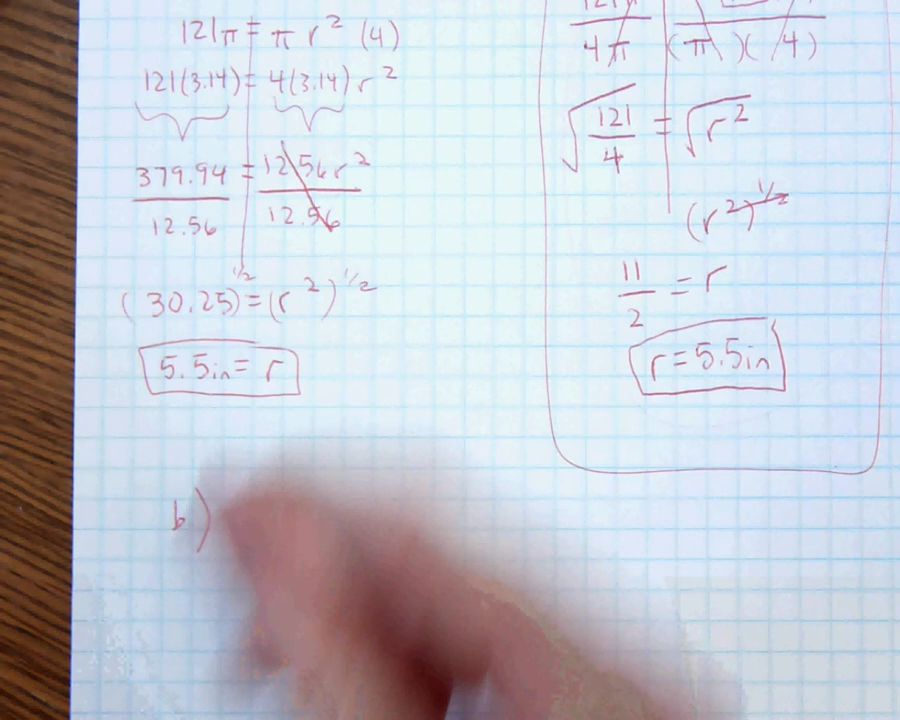 121π = π r² (4)
121(3.14) = 4(3.14) r²
379.94 = 12.56 r²
12.56 12.56
(30.25)^1/2 = (r²)^1/2
5.5in = r
b)
4π (π)(4)
√121/4 = √r²
(r²)^1/2
11/2 = r
r = 5.5in